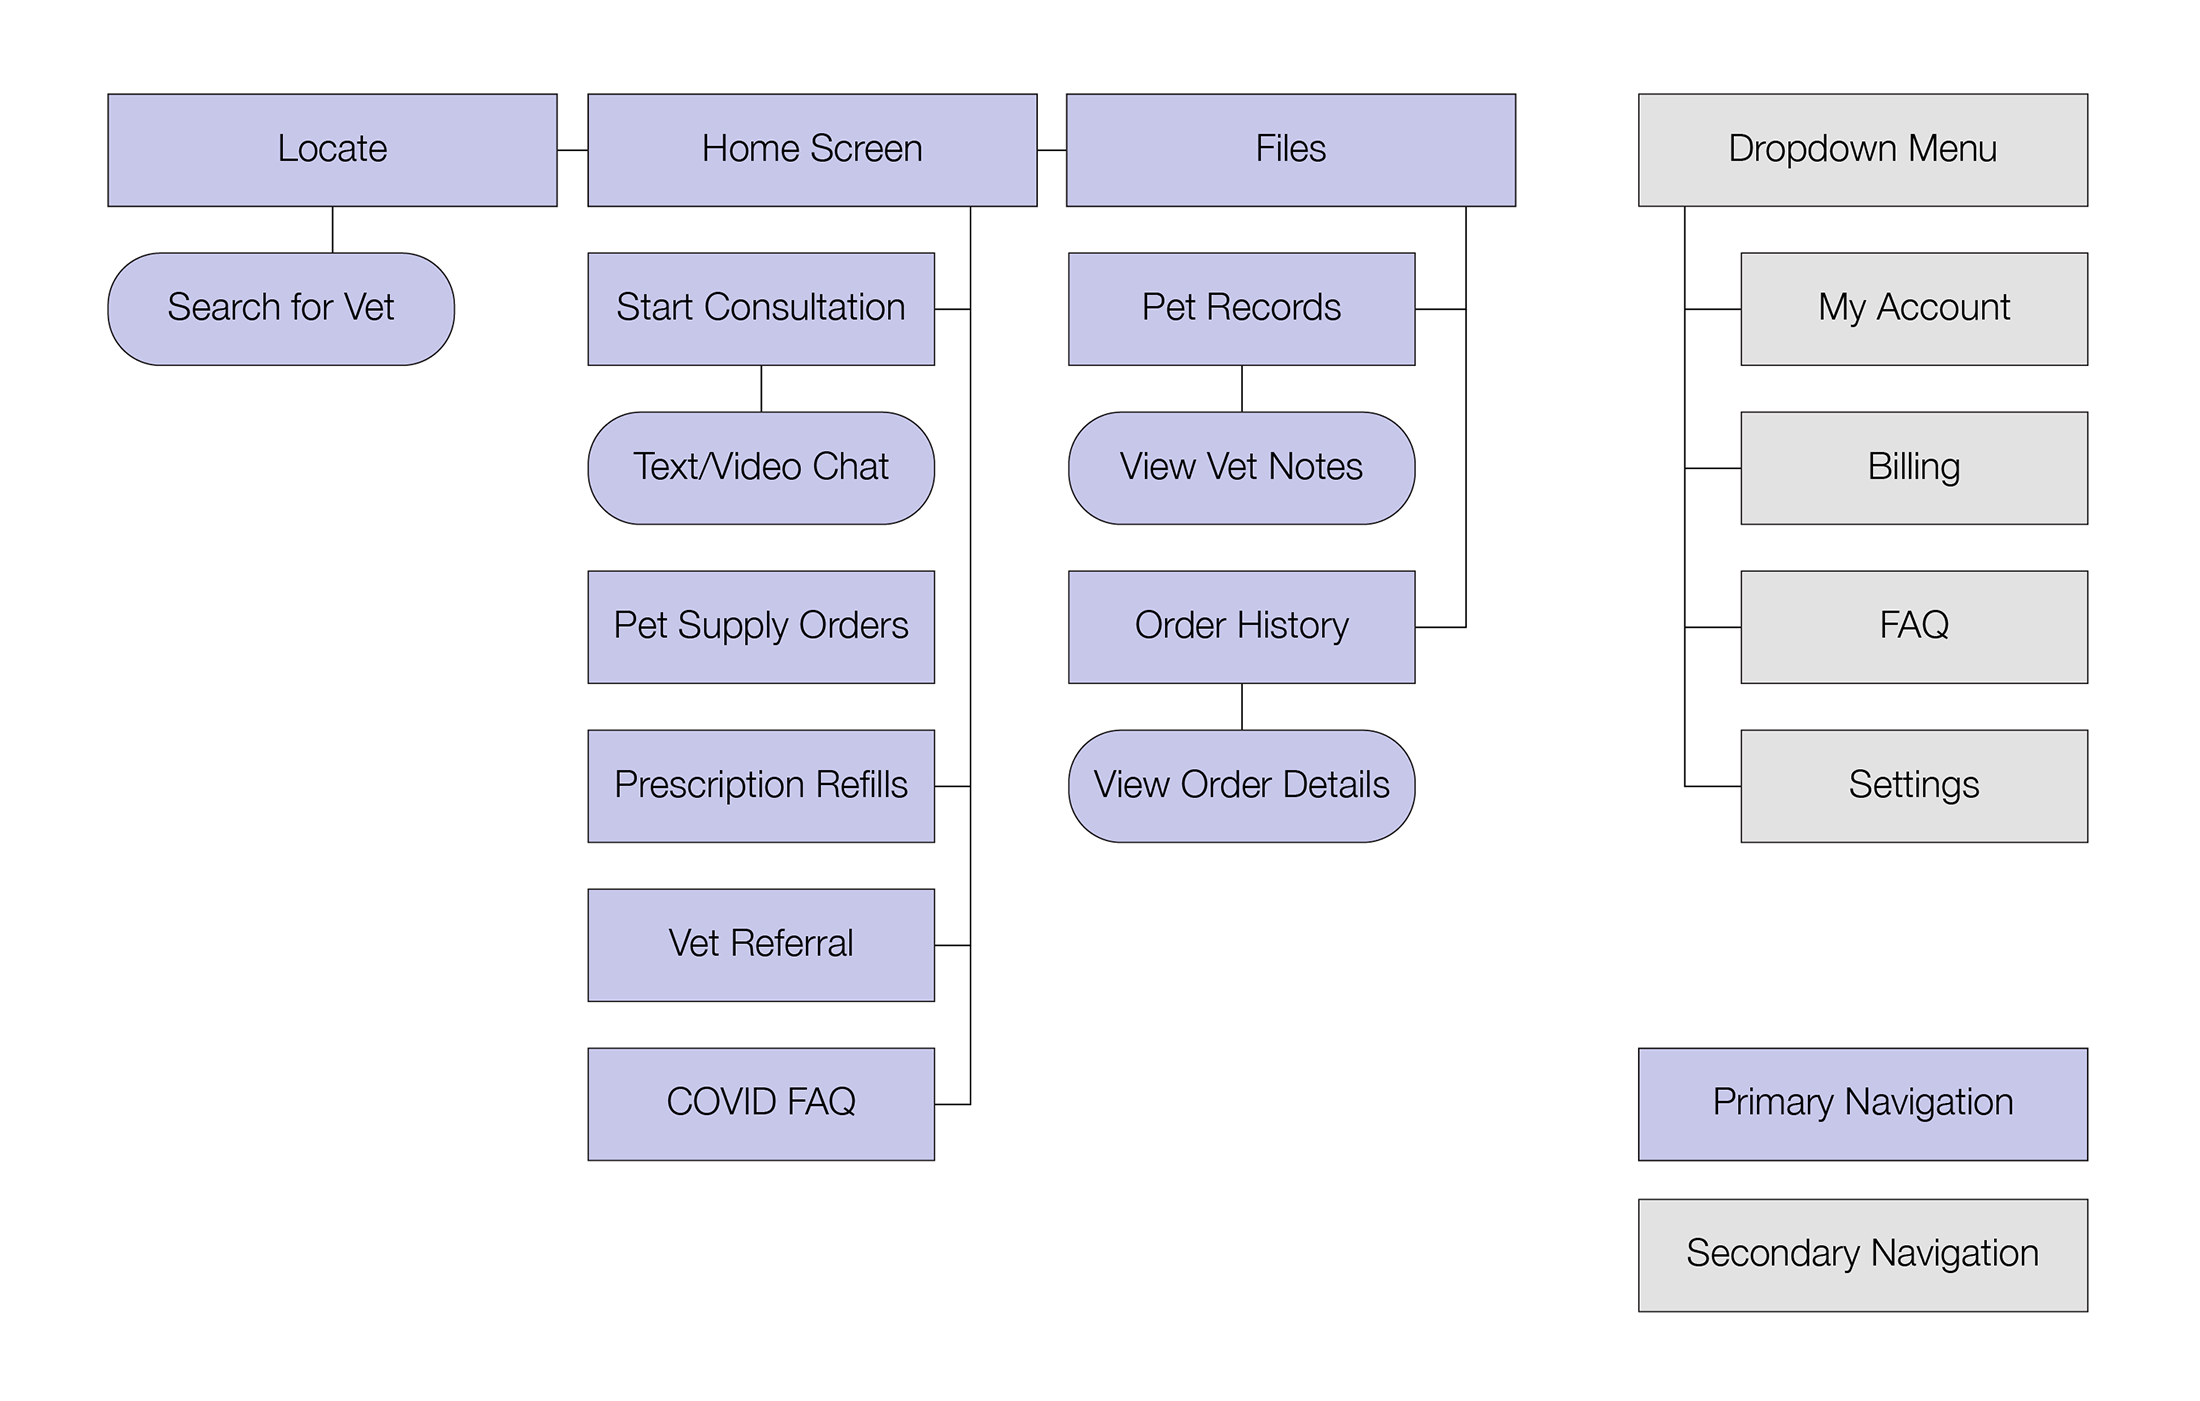 Locate
Home Screen
Files
Dropdown Menu
Search for Vet
Start Consultation
Pet Records
My Account
Text/Video Chat
View Vet Notes
Billing
Pet Supply Orders
Order History
FAQ
Prescription Refills
View Order Details
Settings
Vet Referral
COVID FAQ
Primary Navigation
Secondary Navigation